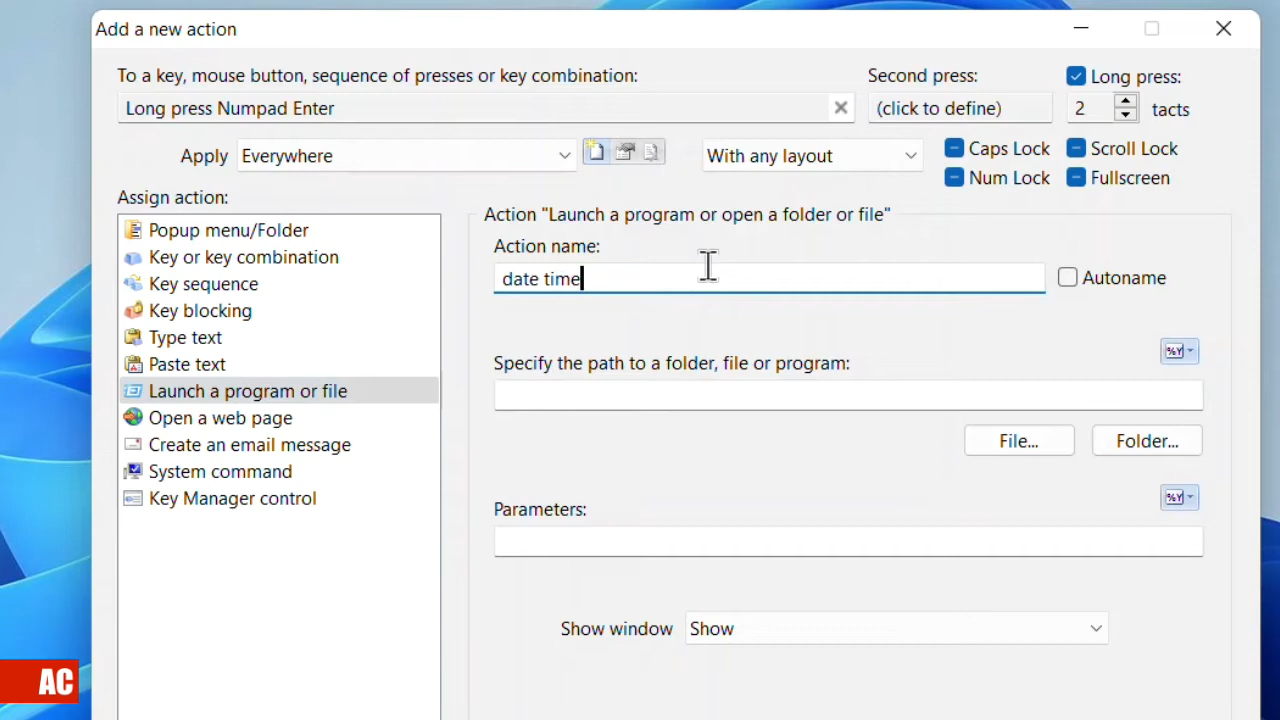 Add a new action
To a key, mouse button, sequence of presses or key combination:
Second press:
Long press:
Long press Numpad Enter
(click to define)
2
tacts
Apply
Everywhere
With any layout
Caps Lock
Scroll Lock
Num Lock
Fullscreen
Assign action:
Popup menu/Folder
Key or key combination
Key sequence
Key blocking
Type text
Paste text
Launch a program or file
Open a web page
Create an email message
System command
Key Manager control
Action "Launch a program or open a folder or file"
Action name:
date time
Autoname
%Y
Specify the path to a folder, file or program:
File...
Folder...
%Y
Parameters:
Show window
Show
AC